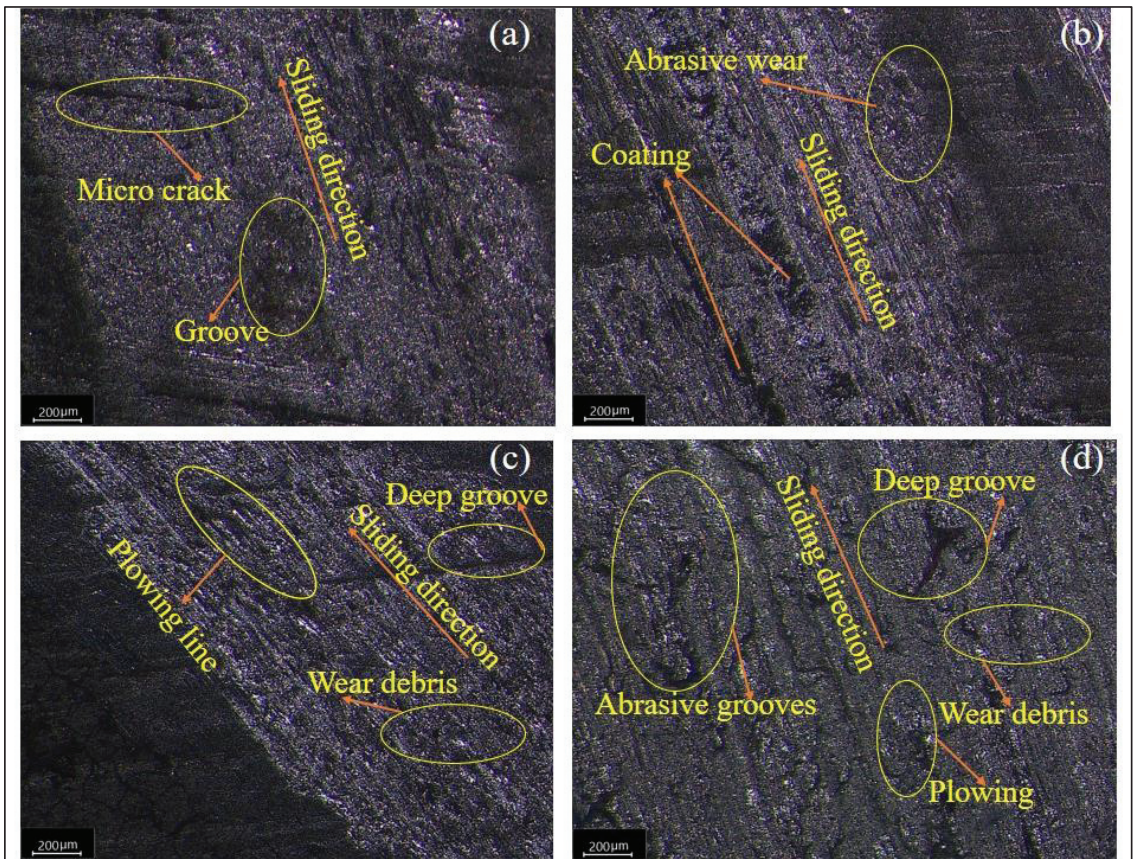 (a)
Sliding direction
Micro crack
Groove
200µm
(b)
Abrasive wear
Coating
Sliding direction
200µm
(c)
Deep groove
Sliding direction
Plowing line
Wear debris
200µm
(d)
Deep groove
Sliding direction
Abrasive grooves
Wear debris
Plowing
200µm